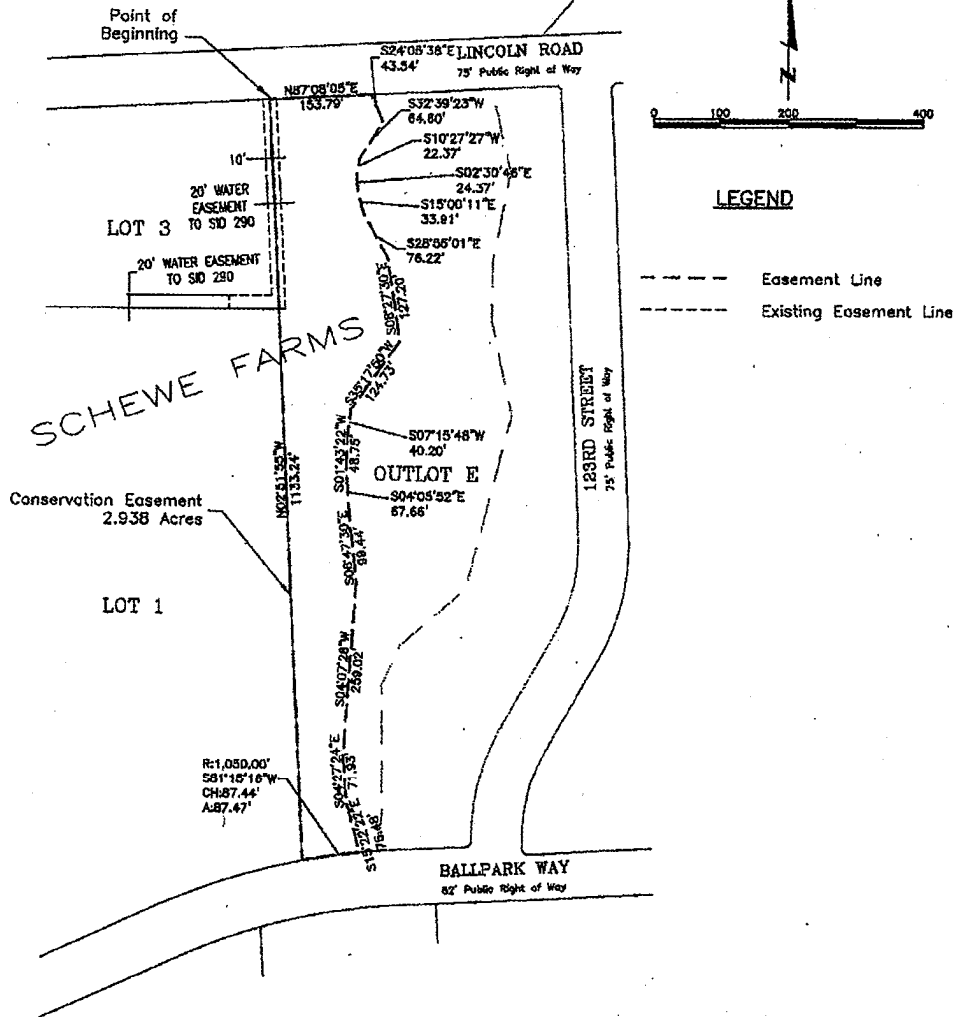 Point of
Beginning
S24°05'38"E
43.54'
LINCOLN ROAD
75' Public Right of Way
N87°08'05"E
153.79'
S32°39'23"W
64.80'
S10°27'27"W
22.37'
S02°30'46"E
24.37'
S15°00'11"E
33.91'
S28°55'01"E
76.22'
S08°27'30"E
127.20'
10'
20' WATER
EASEMENT
TO SID 290
LOT 3
20' WATER EASEMENT
TO SID 290
N
0
200
400
LEGEND
Easement Line
Existing Easement Line
SCHEWE FARMS
S35°17'50"W
124.73'
S07°15'48"W
40.20'
S01°43'22"W
48.75'
OUTLOT E
S04°05'52"E
67.66'
123RD STREET
75' Public Right of Way
N02°51'55"W
1133.24'
Conservation Easement
2.938 Acres
S06°47'30"E
99.44'
LOT 1
S04°07'28"W
259.02'
S04°27'24"E
71.93'
R:1,050.00'
S81°15'16"W
CH:87.44'
A:87.47'
S15°22'27"E
76.48'
BALLPARK WAY
82' Public Right of Way